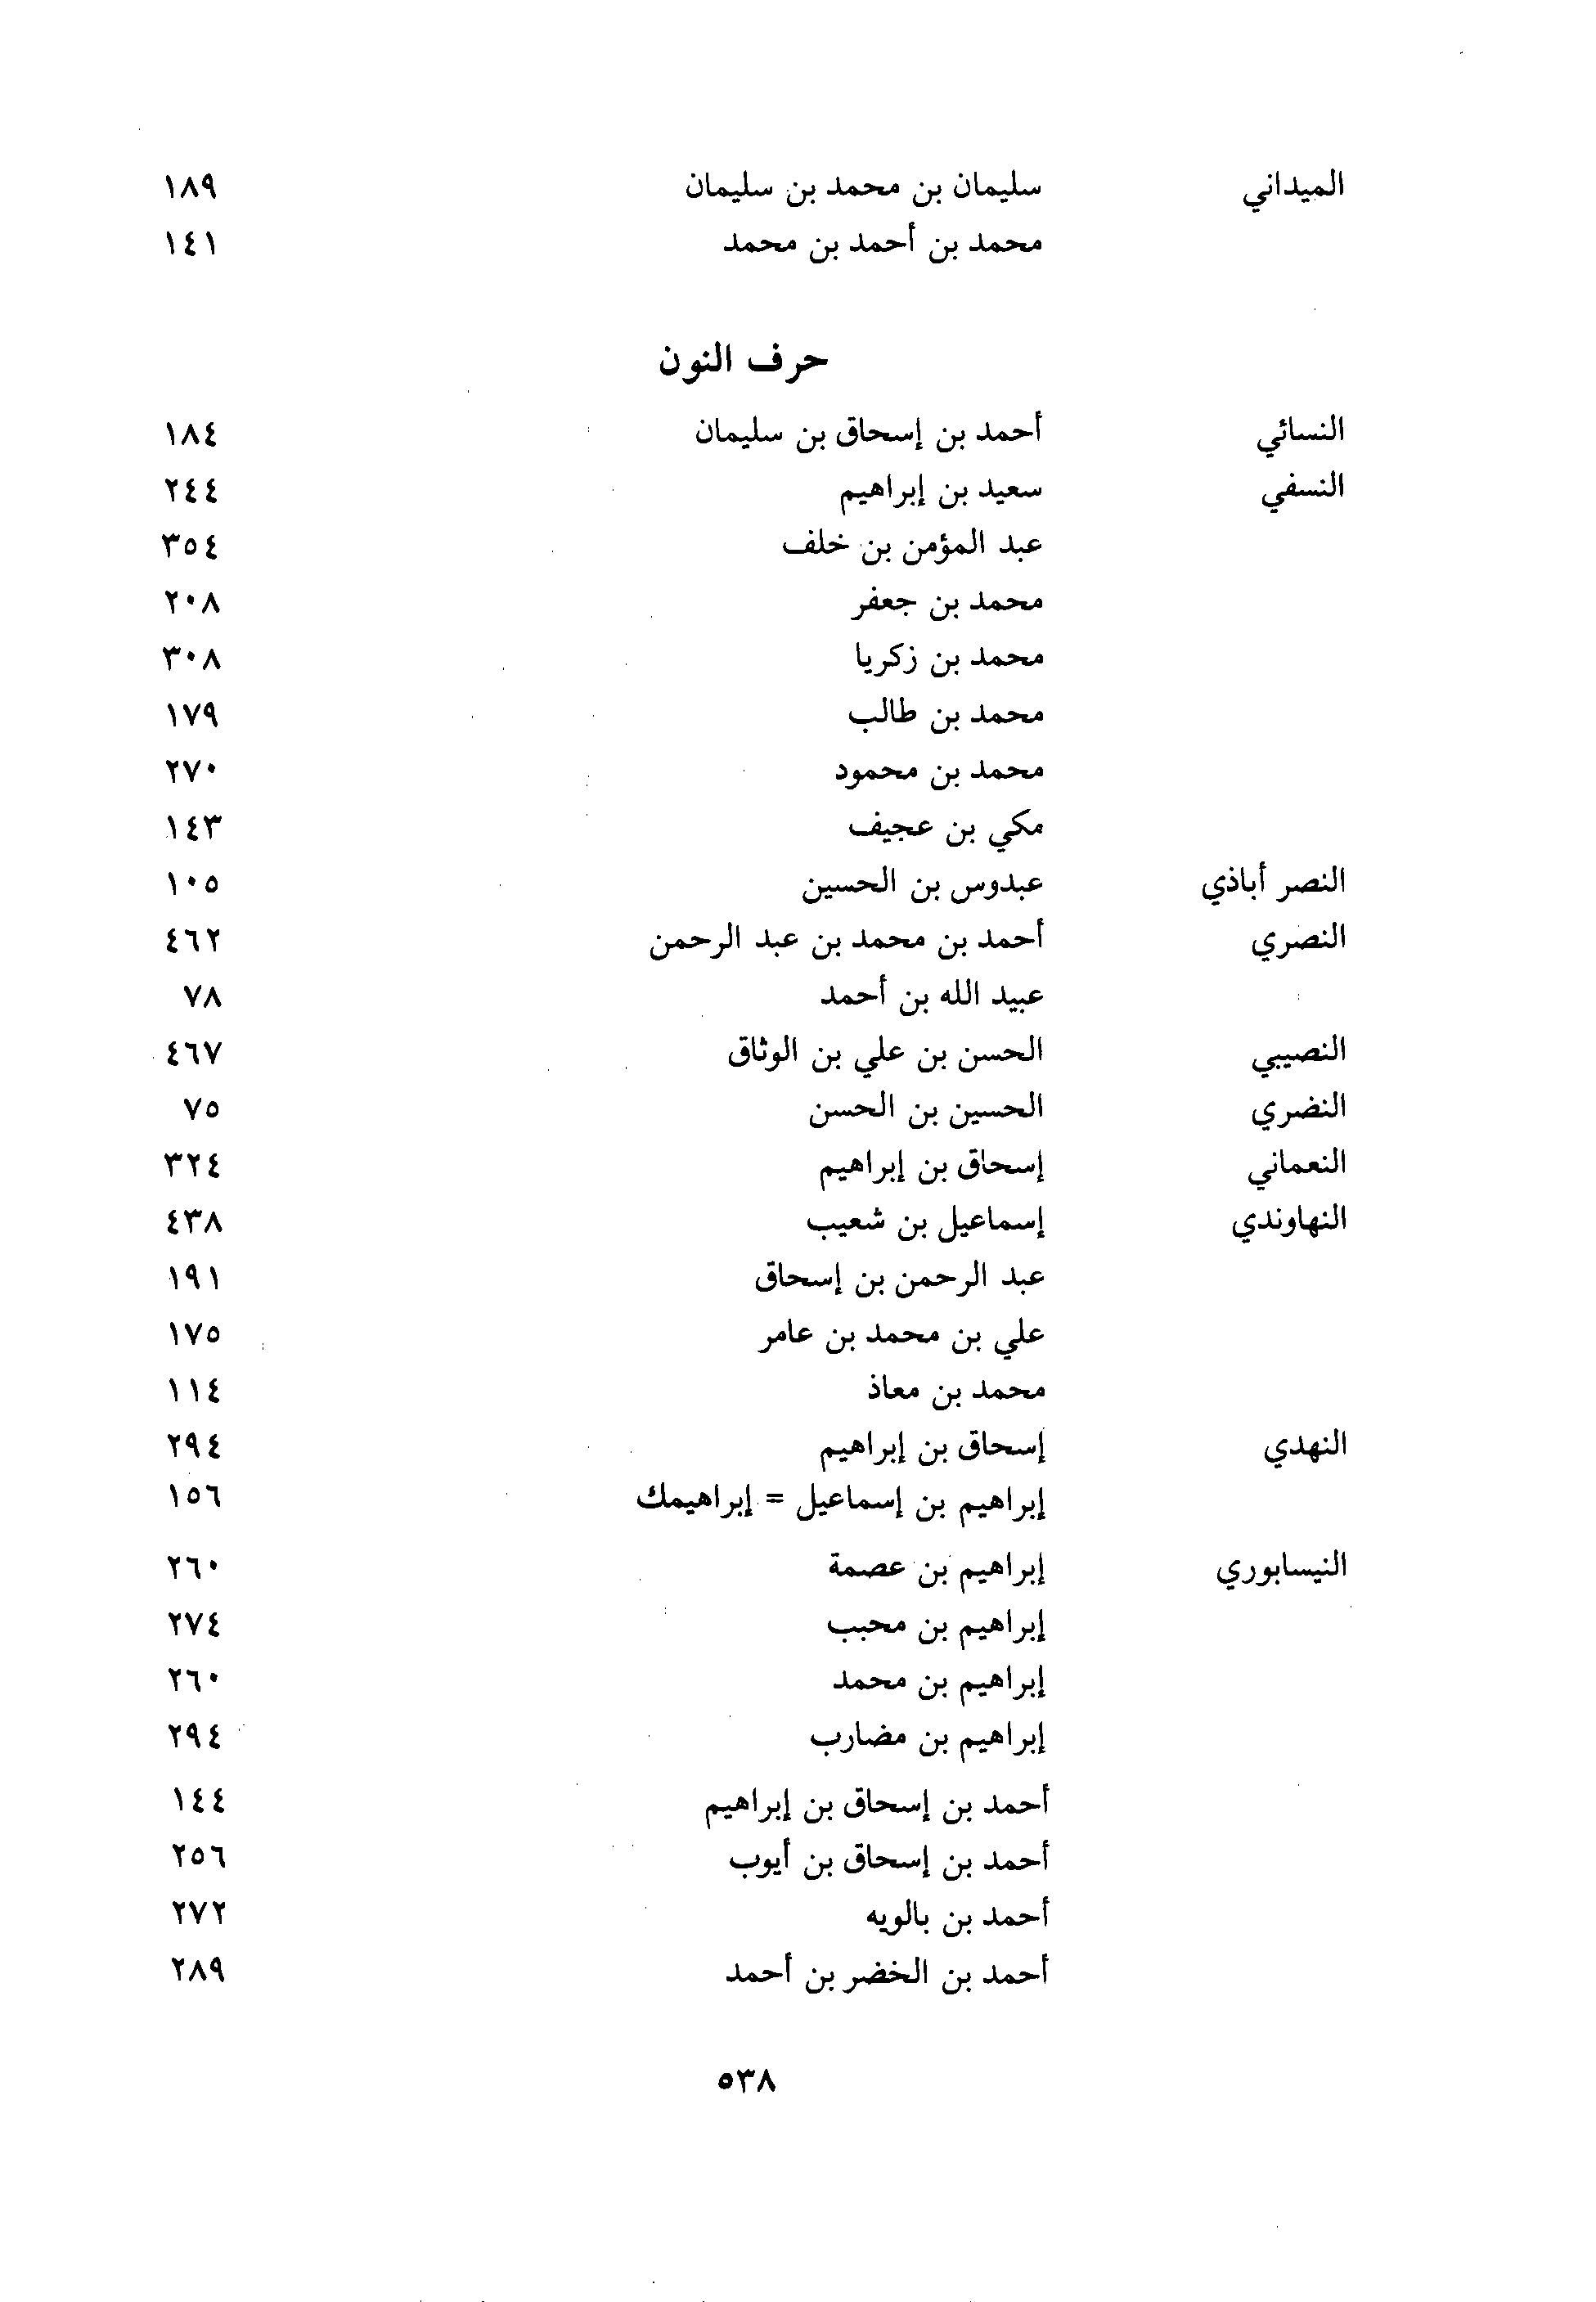 الميداني سليمان بن محمد بن سليمان ١٨٩
محمد بن أحمد بن محمد ١٤١
حرف النون
النسائي أحمد بن إسحاق بن سليمان ١٨٤
النسفي سعيد بن إبراهيم ٢٤٤
عبد المؤمن بن خلف ٣٥٤
محمد بن جعفر ٢٠٨
محمد بن زكريا ٣٠٨
محمد بن طالب ١٧٩
محمد بن محمود ٢٧٠
مكي بن عجيف ١٤٣
النصر أباذي عبدوس بن الحسين ١٠٥
النصري أحمد بن محمد بن عبد الرحمن ٤٦٢
عبيد الله بن أحمد ٧٨
النصيبي الحسن بن علي بن الوثاق ٤٦٧
النضري الحسين بن الحسن ٧٥
النعماني إسحاق بن إبراهيم ٣٢٤
النهاوندي إسماعيل بن شعيب ٤٣٨
عبد الرحمن بن إسحاق ١٩١
علي بن محمد بن عامر ١٧٥
محمد بن معاذ ١١٤
النهدي إسحاق بن إبراهيم ٢٩٤
إبراهيم بن إسماعيل = إبراهيمك ١٥٦
النيسابوري إبراهيم بن عصمة ٢٦٠
إبراهيم بن محبب ٢٧٤
إبراهيم بن محمد ٢٦٠
إبراهيم بن مضارب ٢٩٤
أحمد بن إسحاق بن إبراهيم ١٤٤
أحمد بن إسحاق بن أيوب ٢٥٦
أحمد بن بالويه ٢٧٢
أحمد بن الخضر بن أحمد ٢٨٩
٥٣٨